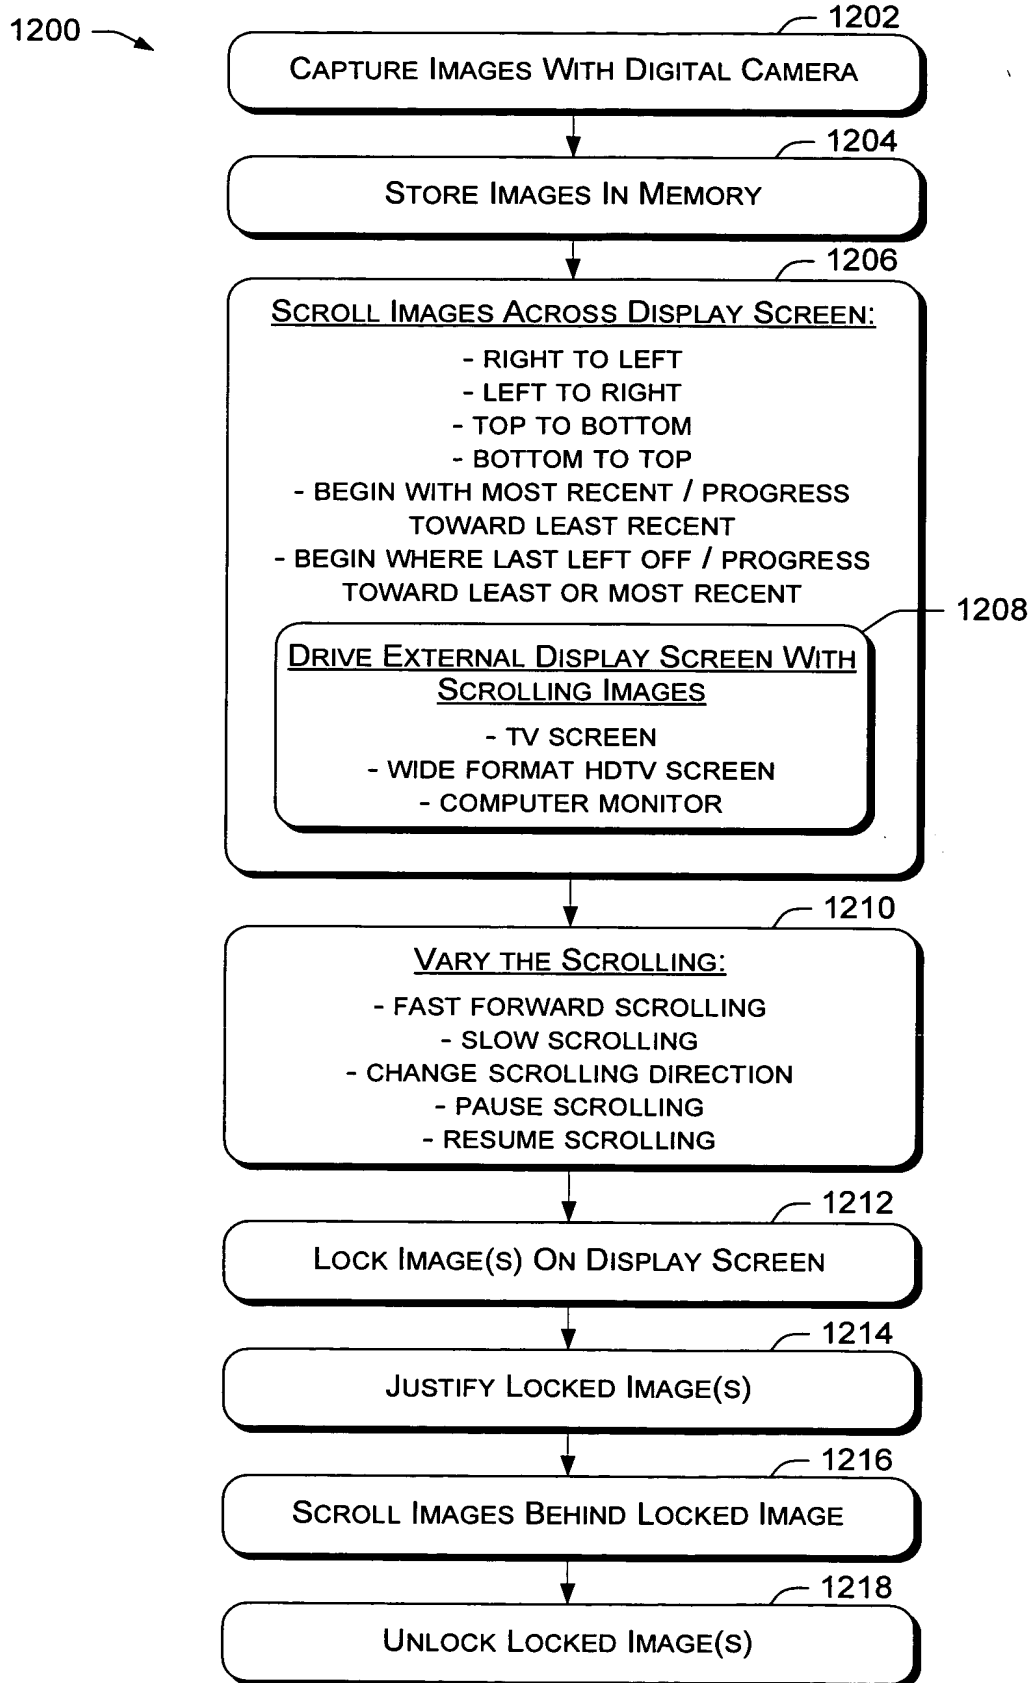 1200
1202
CAPTURE IMAGES WITH DIGITAL CAMERA
1204
STORE IMAGES IN MEMORY
1206
SCROLL IMAGES ACROSS DISPLAY SCREEN:
- RIGHT TO LEFT
- LEFT TO RIGHT
- TOP TO BOTTOM
- BOTTOM TO TOP
- BEGIN WITH MOST RECENT / PROGRESS
TOWARD LEAST RECENT
- BEGIN WHERE LAST LEFT OFF / PROGRESS
TOWARD LEAST OR MOST RECENT
1208
DRIVE EXTERNAL DISPLAY SCREEN WITH
SCROLLING IMAGES
- TV SCREEN
- WIDE FORMAT HDTV SCREEN
- COMPUTER MONITOR
1210
VARY THE SCROLLING:
- FAST FORWARD SCROLLING
- SLOW SCROLLING
- CHANGE SCROLLING DIRECTION
- PAUSE SCROLLING
- RESUME SCROLLING
1212
LOCK IMAGE(S) ON DISPLAY SCREEN
1214
JUSTIFY LOCKED IMAGE(S)
1216
SCROLL IMAGES BEHIND LOCKED IMAGE
1218
UNLOCK LOCKED IMAGE(S)